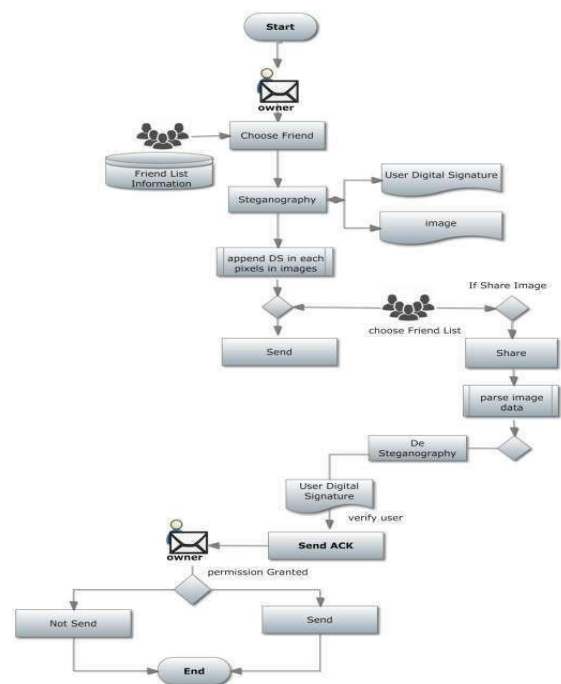 Start
owner
Choose Friend
Friend List
Information
User Digital Signature
Steganography
image
append DS in each
pixels in images
If Share Image
choose Friend List
Send
Share
parse image
data
De
Steganography
User Digital
Signature
verify user
Send ACK
owner
permission Granted
Not Send
Send
End